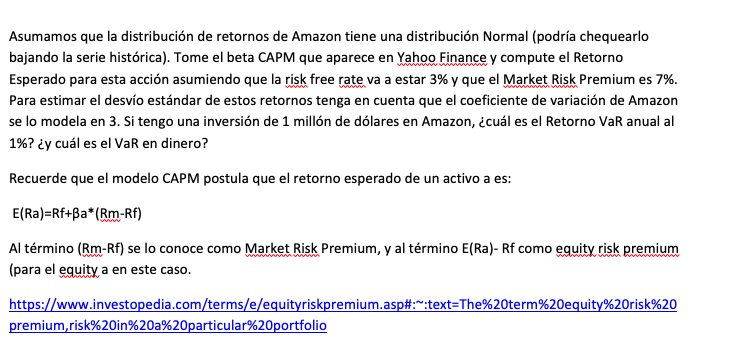 Asumamos que la distribución de retornos de Amazon tiene una distribución Normal (podría chequearlo
bajando la serie histórica). Tome el beta CAPM que aparece en Yahoo Finance y compute el Retorno
Esperado para esta acción asumiendo que la risk free rate va a estar 3% y que el Market Risk Premium es 7%.
Para estimar el desvío estándar de estos retornos tenga en cuenta que el coeficiente de variación de Amazon
se lo modela en 3. Si tengo una inversión de 1 millón de dólares en Amazon, ¿cuál es el Retorno VaR anual al
1%? ¿y cuál es el VaR en dinero?
Recuerde que el modelo CAPM postula que el retorno esperado de un activo a es:
E(Ra)=Rf+βa*(Rm-Rf)
Al término (Rm-Rf) se lo conoce como Market Risk Premium, y al término E(Ra)- Rf como equity risk premium
(para el equity a en este caso.
https://www.investopedia.com/terms/e/equityriskpremium.asp#:~:text=The%20term%20equity%20risk%20
premium,risk%20in%20a%20particular%20portfolio